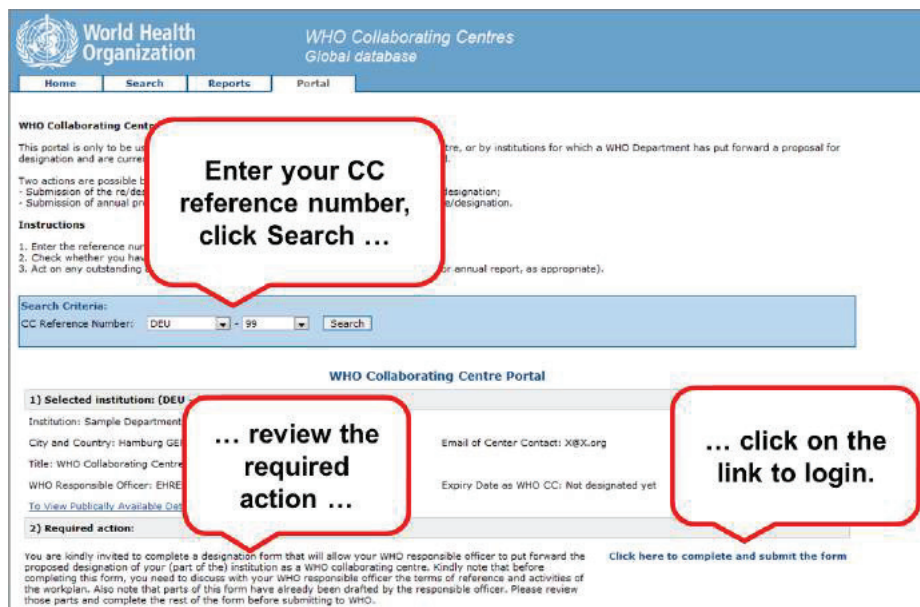 World Health
Organization
WHO Collaborating Centres
Global database
Home Search Reports Portal
WHO Collaborating Cent
This portal is only to be us tre, or by institutions for which a WHO Department has put forward a proposal for
designation and are curren
Two actions are possible b
- Submission of the re/des designation;
- Submission of annual pr e/designation.
Instructions
1. Enter the reference nu
2. Check whether you hav
3. Act on any outstanding or annual report, as appropriate).
Enter your CC
reference number,
click Search ...
Search Criteria:
CC Reference Number: DEU - 99 Search
WHO Collaborating Centre Portal
1) Selected institution: (DEU -
Institution: Sample Department
City and Country: Hamburg GE Email of Center Contact: X@X.org
Title: WHO Collaborating Centre
WHO Responsible Officer: EHRE Expiry Date as WHO CC: Not designated yet
To View Publically Available Det
... review the
required
action ...
... click on the
link to login.
2) Required action:
You are kindly invited to complete a designation form that will allow your WHO responsible officer to put forward the
proposed designation of your (part of the) institution as a WHO collaborating centre. Kindly note that before
completing this form, you need to discuss with your WHO responsible officer the terms of reference and activities of
the workplan. Also note that parts of this form have already been drafted by the responsible officer. Please review
those parts and complete the rest of the form before submitting to WHO.
Click here to complete and submit the form